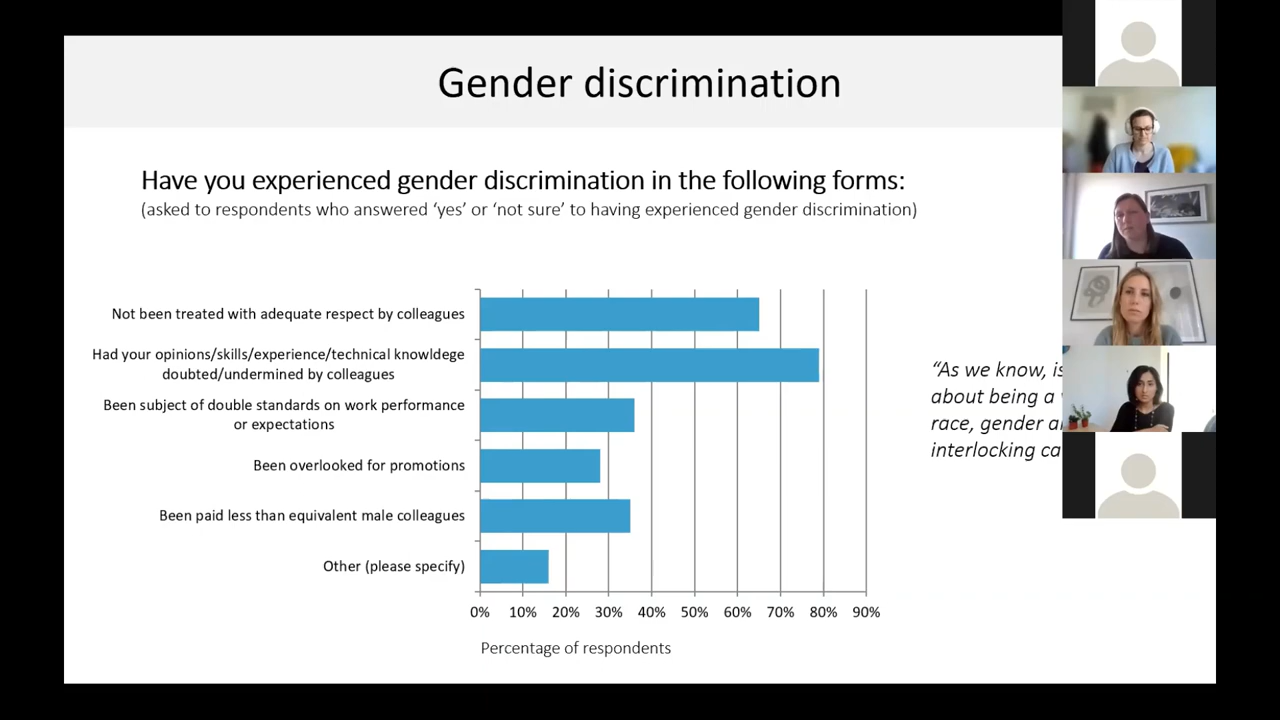 Gender discrimination
Have you experienced gender discrimination in the following forms:
(asked to respondents who answered ‘yes’ or ‘not sure’ to having experienced gender discrimination)
Not been treated with adequate respect by colleagues
Had your opinions/skills/experience/technical knowldege
doubted/undermined by colleagues
Been subject of double standards on work performance
or expectations
Been overlooked for promotions
Been paid less than equivalent male colleagues
Other (please specify)
0% 10% 20% 30% 40% 50% 60% 70% 80% 90%
Percentage of respondents
“As we know,
about being a
race, gender
interlocking